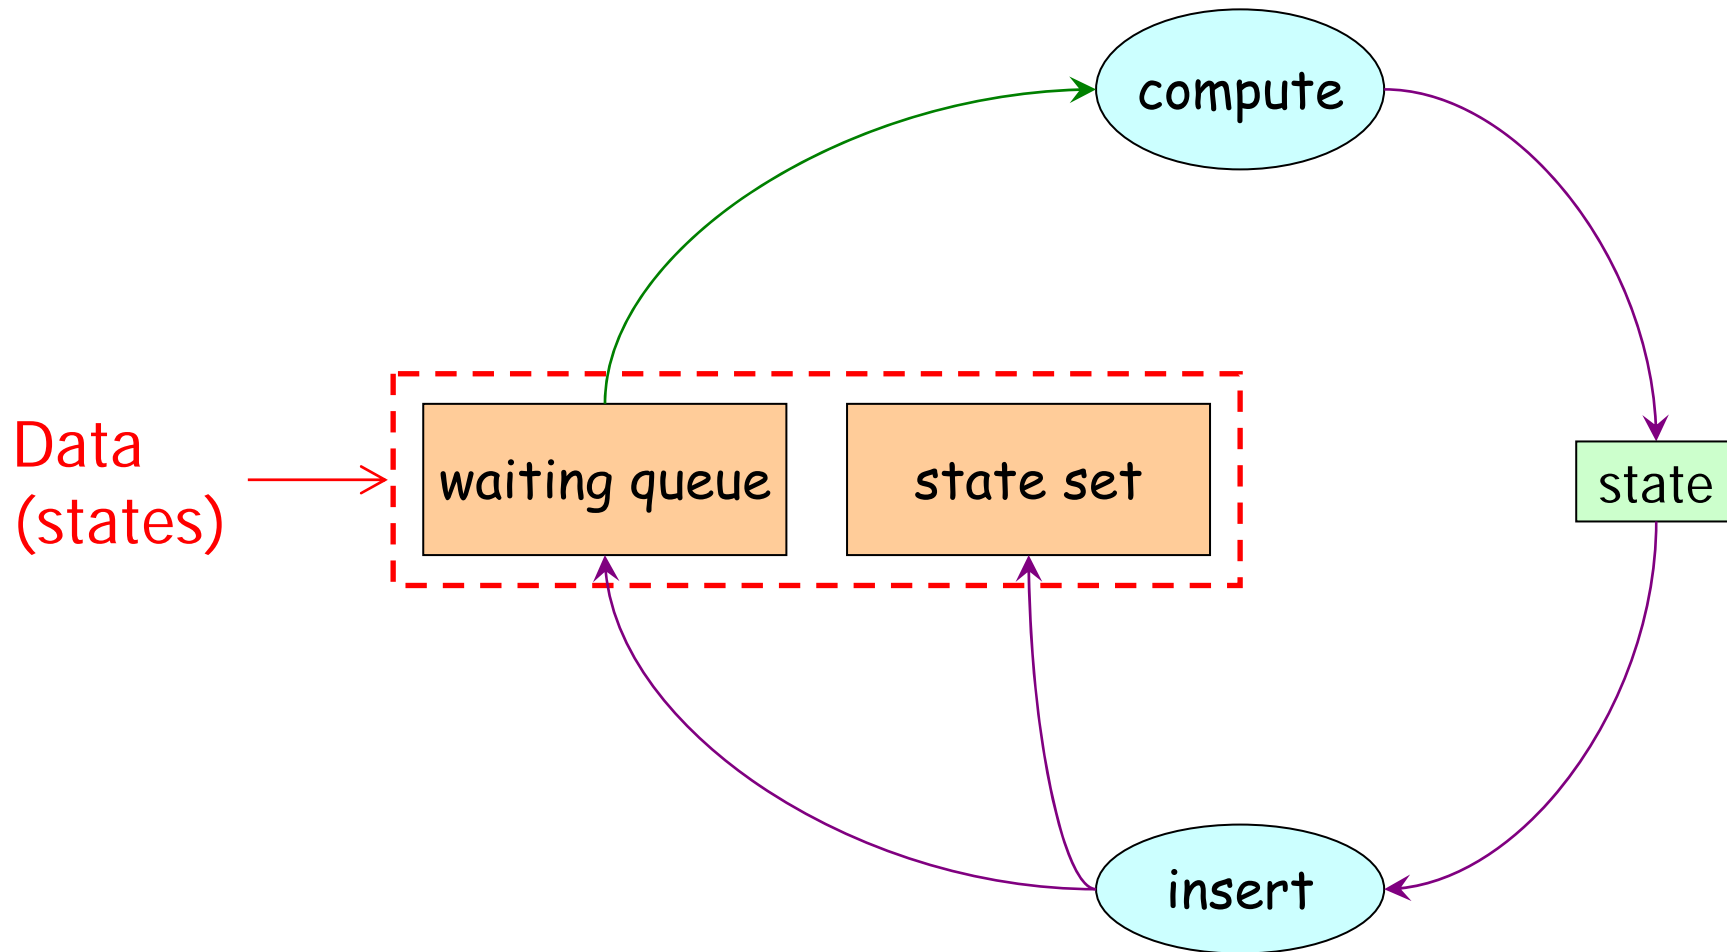 compute
Data
(states)
waiting queue
state set
state
insert